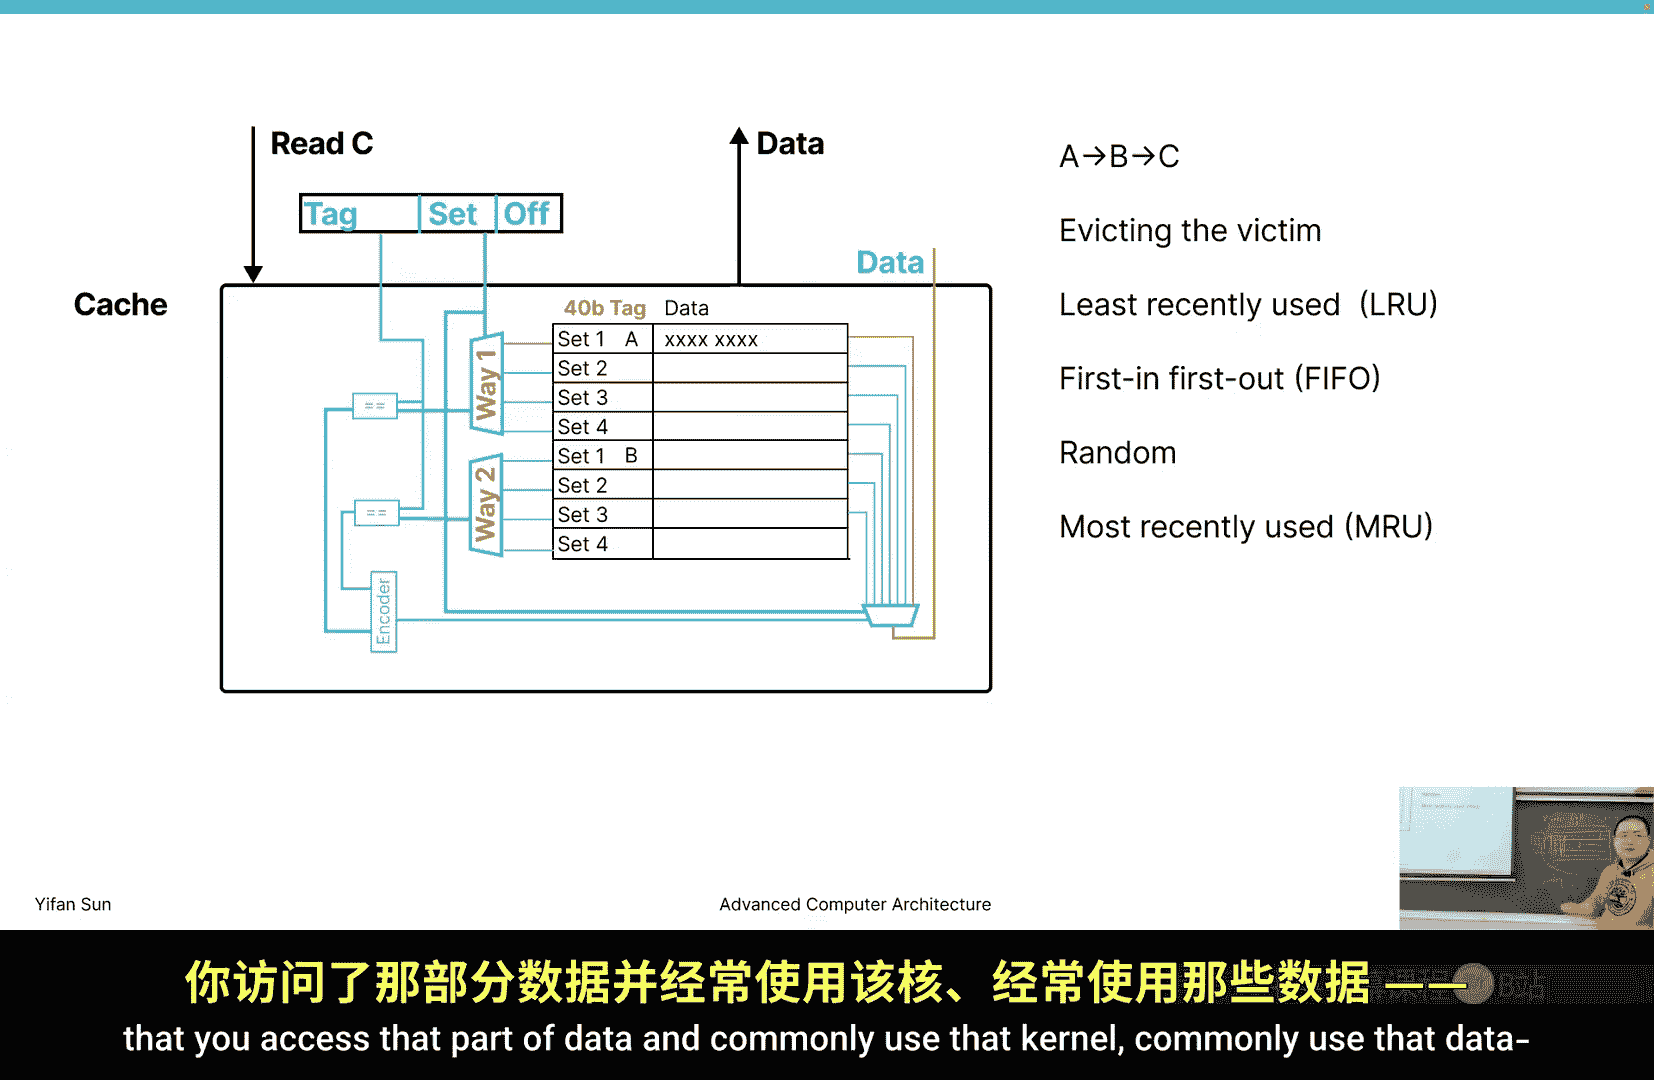 Read C
Data
Tag Set Off
Data
Cache
40b Tag Data
Set 1 A xxxx xxxx
Set 2
Set 3
Set 4
Set 1 B
Set 2
Set 3
Set 4
Way 1
Way 2
==
==
Encoder
A→B→C
Evicting the victim
Least recently used (LRU)
First-in first-out (FIFO)
Random
Most recently used (MRU)
Yifan Sun
Advanced Computer Architecture
你访问了那部分数据并经常使用该核、经常使用那些数据 ——
that you access that part of data and commonly use that kernel, commonly use that data-